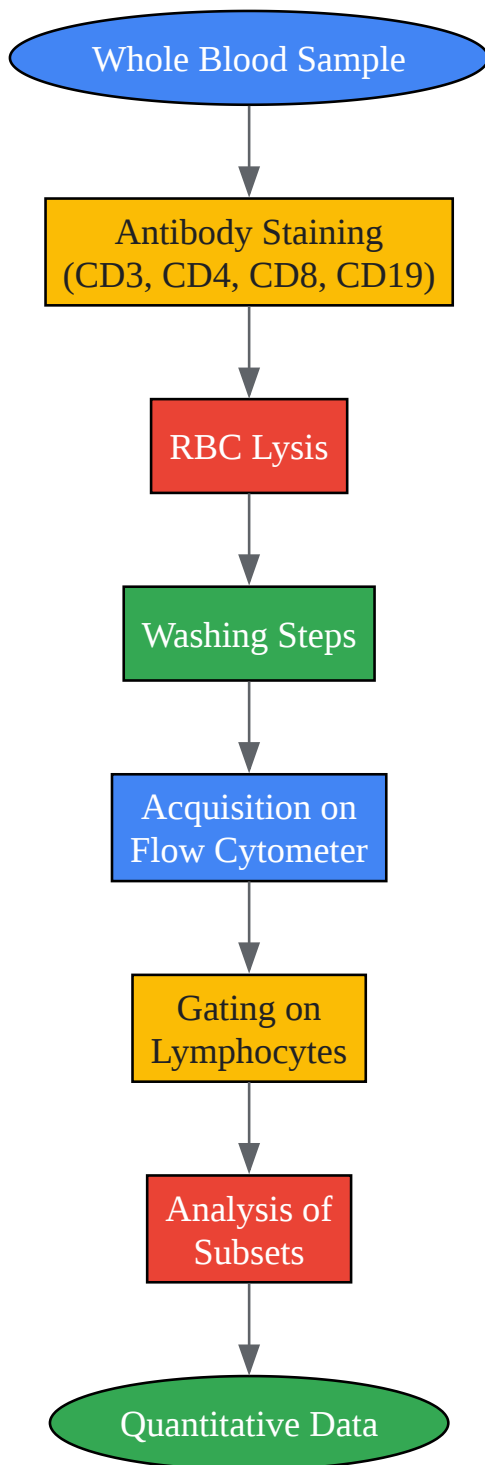 Whole Blood Sample
Antibody Staining
(CD3, CD4, CD8, CD19)
RBC Lysis
Washing Steps
Acquisition on
Flow Cytometer
Gating on
Lymphocytes
Analysis of
Subsets
Quantitative Data